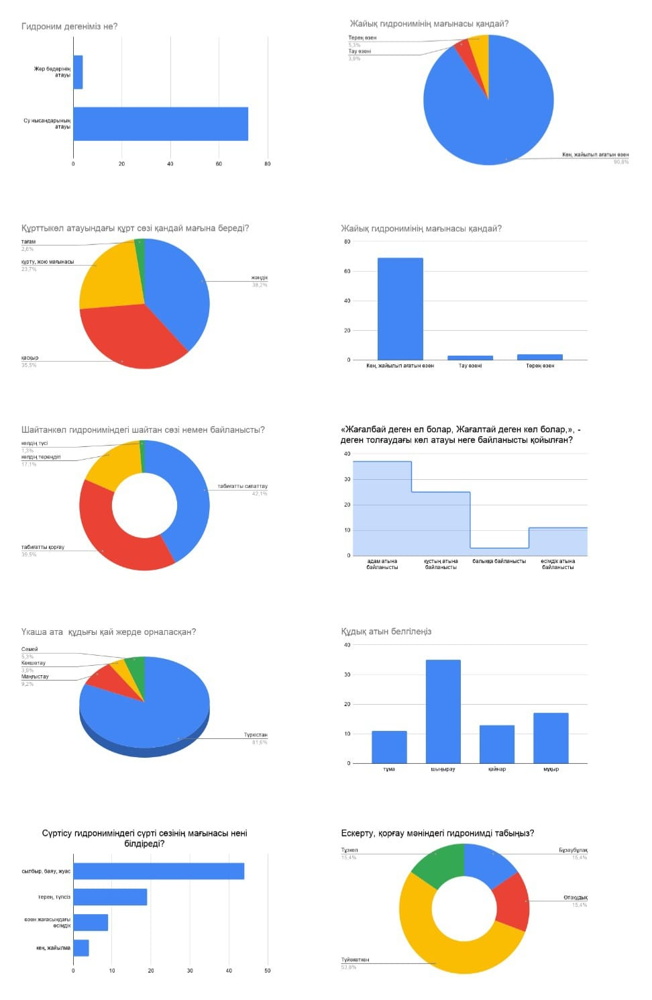 Гидроним дегеніміз не?
Жер бедерінің
атауы
Су нысандарының
атауы
0 20 40 60 80
Жайық гидронимінің мағынасы қандай?
Терең өзен
5,3%
Тау өзені
3,9%
Кең, жайылып ағатын өзен
90,8%
Құрттыкөл атауындағы құрт сөзі қандай мағына береді?
тағам
2,6%
құрту, жою мағынасы
23,7%
жәндік
38,2%
қасқыр
35,5%
Жайық гидронимінің мағынасы қандай?
80
60
40
20
0
Кең, жайылып ағатын өзен Тау өзені Терең өзен
Шайтанкөл гидрониміндегі шайтан сөзі немен байланысты?
көлдің түсі
1,3%
көлдің тереңдігі
17,1%
табиғатты сипаттау
42,1%
табиғатты қорғау
39,5%
«Жағалбай деген ел болар, Жағалтай деген көл болар,», -
деген толғаудағы көл атауы неге байланысты қойылған?
40
30
20
10
0
адам атына
байланысты
құстың атына
байланысты
балыққа байланысты
өсімдік атына
байланысты
Үкаша ата құдығы қай жерде орналасқан?
Семей
5,3%
Көкшетау
3,9%
Маңғыстау
9,2%
Түркістан
81,6%
Құдық атын белгілеңіз
40
30
20
10
0
тұма шыңырау қайнар мұқыр
Сүртісу гидрониміндегі сүрті сөзінің мағынасы нені
білдіреді?
сылбыр, баяу, жуас
терең, түпсіз
өзен жағасындағы
өсімдік
кең, жайылма
0 10 20 30 40 50
Ескерту, қорғау мәніндегі гидронимді табыңыз?
Тұзкөл
15,4%
Бұзаубұлақ
15,4%
Өгізқұдық
15,4%
Түйекеткен
53,8%